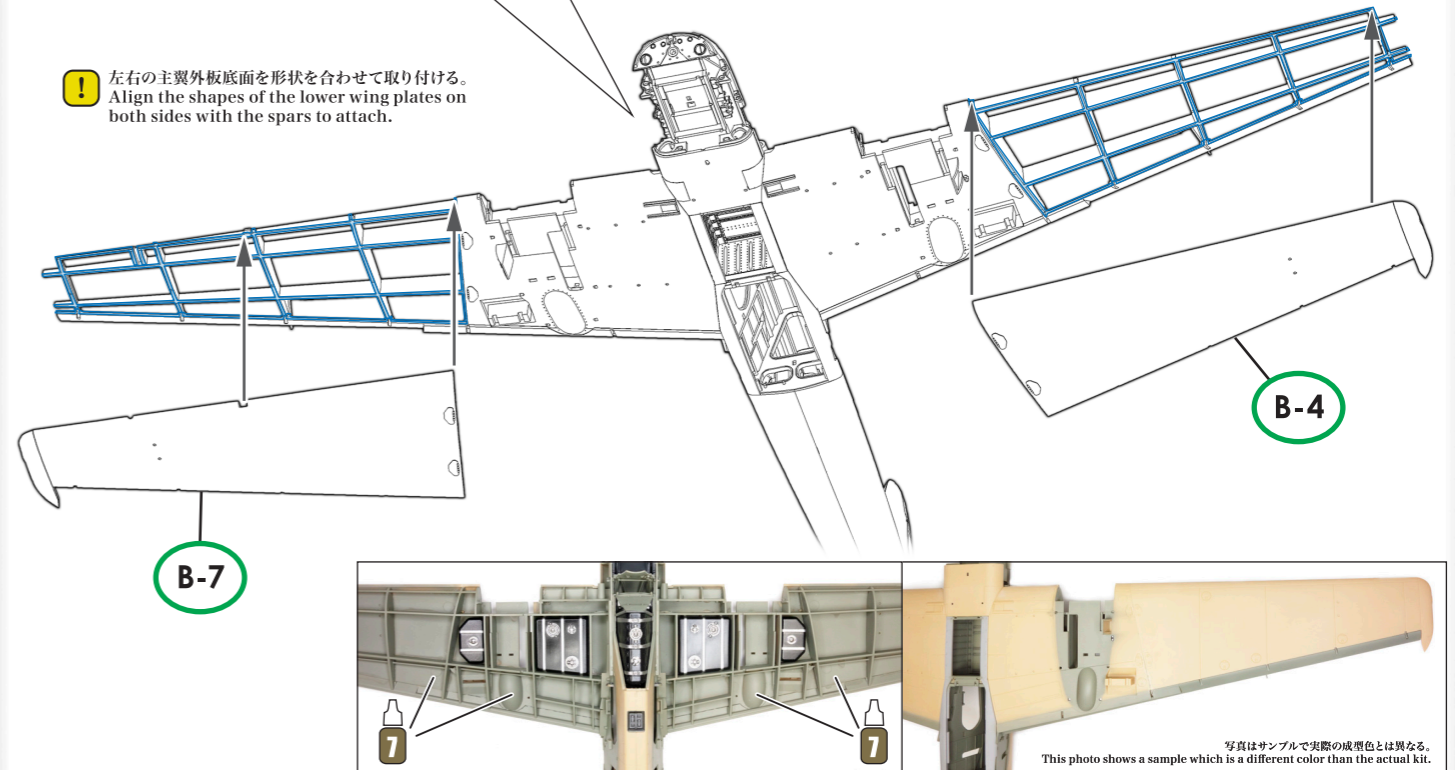 !
左右の主翼外板底面を形状を合わせて取り付ける。
Align the shapes of the lower wing plates on
both sides with the spars to attach.
B-4
B-7
7
7
写真はサンプルで実際の成型色とは異なる。
This photo shows a sample which is a different color than the actual kit.